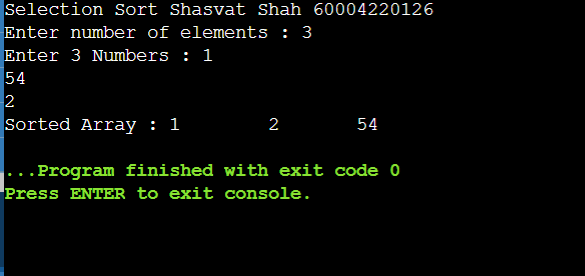 Selection Sort Shasvat Shah 60004220126
Enter number of elements : 3
Enter 3 Numbers : 1
54
2
Sorted Array : 1        2       54
...Program finished with exit code 0
Press ENTER to exit console.